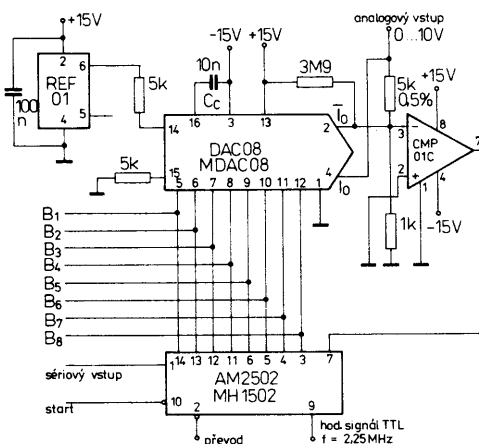 +15V
-15V +15V
analogový vstup
0...10V
2
REF
01
6
4
5
100
n
5k
10n
Cc
3M9
5k
0,5%
+15V
16
3
13
14
DAC08
MDAC08
2
I̅o
4
Io
3
-
8
CMP
01C
7
2
+
1
4
-15V
1k
5k
15
5 6 7 8 9 10 11 12 1
B1
B2
B3
B4
B5
B6
B7
B8
14 13 12 11 6 5 4 3 7
sériový vstup
1
AM2502
MH1502
start
10
2
9
převod
hod. signál TTL
f = 2,25MHz